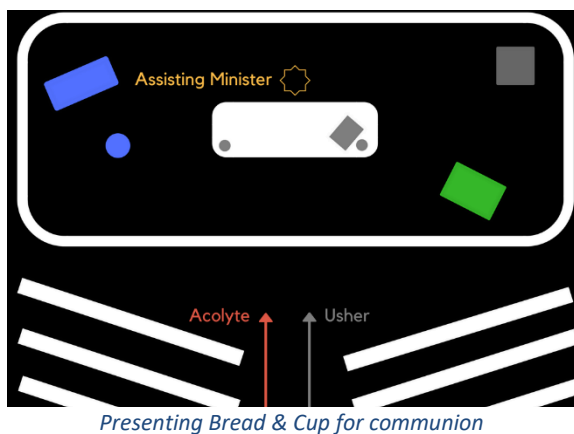 Assisting Minister
Acolyte
Usher
Presenting Bread & Cup for communion